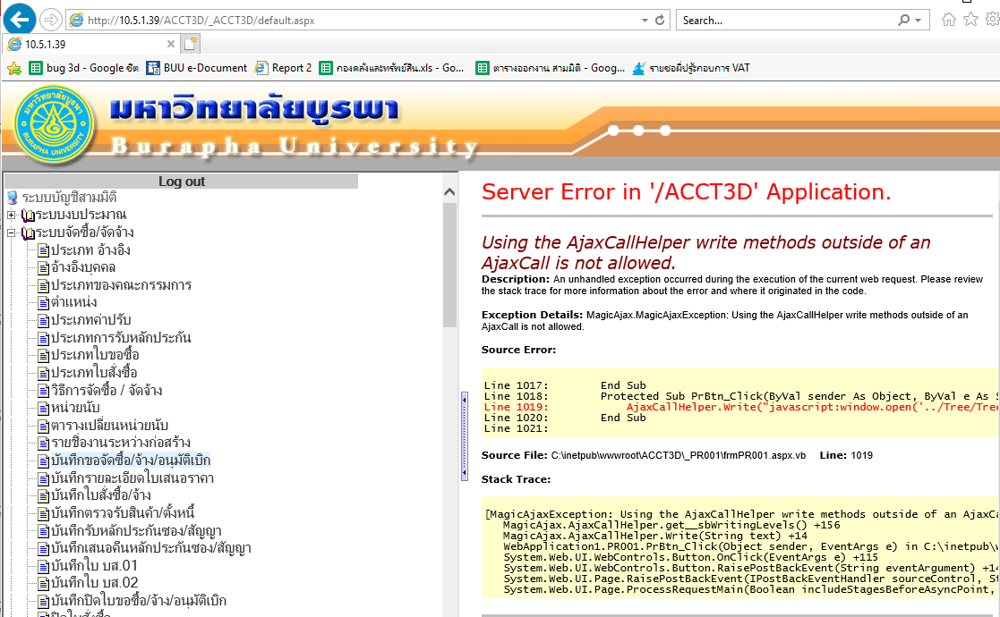 http://10.5.1.39/ACCT3D/_ACCT3D/default.aspx
Search...
10.5.1.39
bug 3d - Google ชีต
BUU e-Document
Report 2
กองคลังและทรัพย์สิน.xls - Go...
ตารางออกงาน สามมิติ - Goog...
รายชื่อผู้ประกอบการ VAT
มหาวิทยาลัยบูรพา
Burapha University
มหาวิทยาลัยบูรพา
BURAPHA UNIVERSITY
Log out
ระบบบัญชีสามมิติ
ระบบงบประมาณ
ระบบจัดซื้อ/จัดจ้าง
ประเภท อ้างอิง
อ้างอิงบุคคล
ประเภทของคณะกรรมการ
ตำแหน่ง
ประเภทค่าปรับ
ประเภทการรับหลักประกัน
ประเภทใบขอซื้อ
ประเภทใบสั่งซื้อ
วิธีการจัดซื้อ / จัดจ้าง
หน่วยนับ
ตารางเปลี่ยนหน่วยนับ
รายชื่องานระหว่างก่อสร้าง
บันทึกขอจัดซื้อ/จ้าง/อนุมัติเบิก
บันทึกรายละเอียดใบเสนอราคา
บันทึกใบสั่งซื้อ/จ้าง
บันทึกตรวจรับสินค้า/ตั้งหนี้
บันทึกรับหลักประกันซอง/สัญญา
บันทึกเสนอคืนหลักประกันซอง/สัญญา
บันทึกใบ บส.01
บันทึกใบ บส.02
บันทึกปิดใบขอซื้อ/จ้าง/อนุมัติเบิก
ปิดใบสั่งซื้อ
Server Error in '/ACCT3D' Application.
Using the AjaxCallHelper write methods outside of an
AjaxCall is not allowed.
Description: An unhandled exception occurred during the execution of the current web request. Please review
the stack trace for more information about the error and where it originated in the code.
Exception Details: MagicAjax.MagicAjaxException: Using the AjaxCallHelper write methods outside of an
AjaxCall is not allowed.
Source Error:
Line 1017:        End Sub
Line 1018:        Protected Sub PrBtn_Click(ByVal sender As Object, ByVal e As S
Line 1019:            AjaxCallHelper.Write("javascript:window.open('../Tree/Tree
Line 1020:        End Sub
Line 1021:
Source File: C:\inetpub\wwwroot\ACCT3D\_PR001\frmPR001.aspx.vb    Line: 1019
Stack Trace:
[MagicAjaxException: Using the AjaxCallHelper write methods outside of an AjaxCa
MagicAjax.AjaxCallHelper.get__sbWritingLevels() +156
MagicAjax.AjaxCallHelper.Write(String text) +14
WebApplication1.PR001.PrBtn_Click(Object sender, EventArgs e) in C:\inetpub\w
System.Web.UI.WebControls.Button.OnClick(EventArgs e) +115
System.Web.UI.WebControls.Button.RaisePostBackEvent(String eventArgument) +14
System.Web.UI.Page.RaisePostBackEvent(IPostBackEventHandler sourceControl, St
System.Web.UI.Page.ProcessRequestMain(Boolean includeStagesBeforeAsyncPoint,